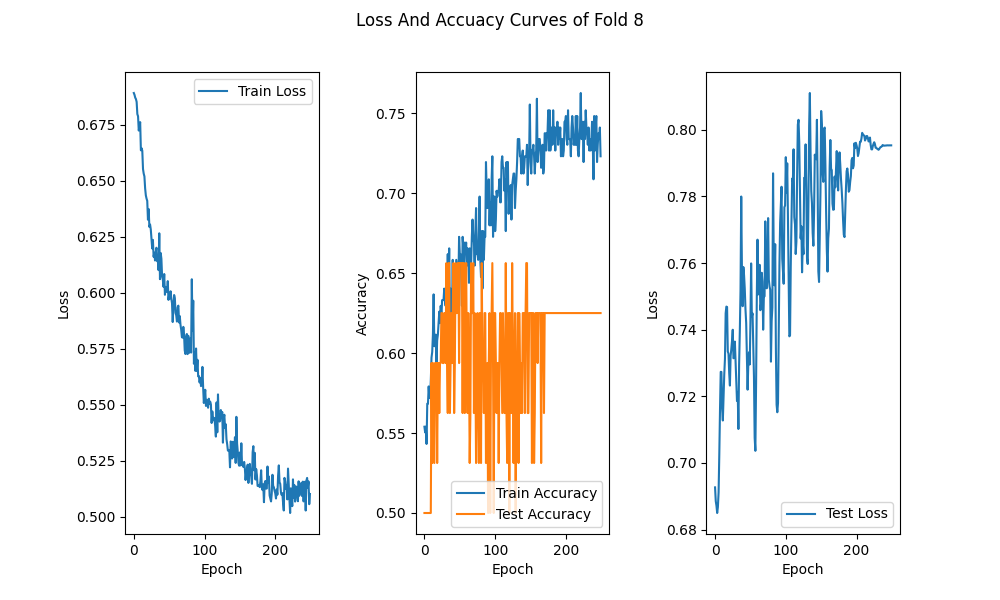 Loss And Accuacy Curves of Fold 8
Train Loss
0.675
0.650
0.625
0.600
0.575
0.550
0.525
0.500
Loss
0
100
200
Epoch
0.75
0.70
0.65
0.60
0.55
0.50
Accuracy
Train Accuracy
Test Accuracy
0
100
200
Epoch
0.80
0.78
0.76
0.74
0.72
0.70
0.68
Loss
Test Loss
0
100
200
Epoch